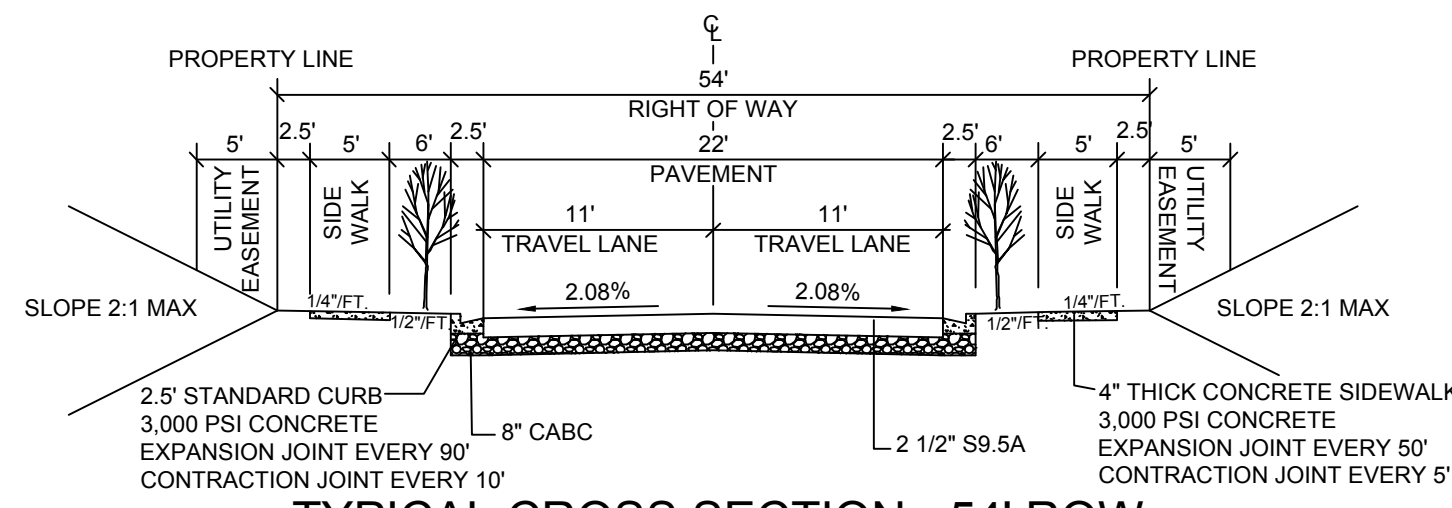 ℄
PROPERTY LINE
PROPERTY LINE
54'
RIGHT OF WAY
5'
2.5'
5'
6'
2.5'
22'
2.5'
6'
5'
2.5'
5'
PAVEMENT
UTILITY
EASEMENT
SIDE
WALK
11'
11'
TRAVEL LANE
TRAVEL LANE
SIDE
WALK
UTILITY
EASEMENT
2.08%
2.08%
SLOPE 2:1 MAX
1/4"/FT.
1/2"/FT.
1/2"/FT.
1/4"/FT.
SLOPE 2:1 MAX
2.5' STANDARD CURB
3,000 PSI CONCRETE
EXPANSION JOINT EVERY 90'
CONTRACTION JOINT EVERY 10'
8" CABC
2 1/2" S9.5A
4" THICK CONCRETE SIDEWALK
3,000 PSI CONCRETE
EXPANSION JOINT EVERY 50'
CONTRACTION JOINT EVERY 5'
TYPICAL CROSS SECTION - 54' ROW